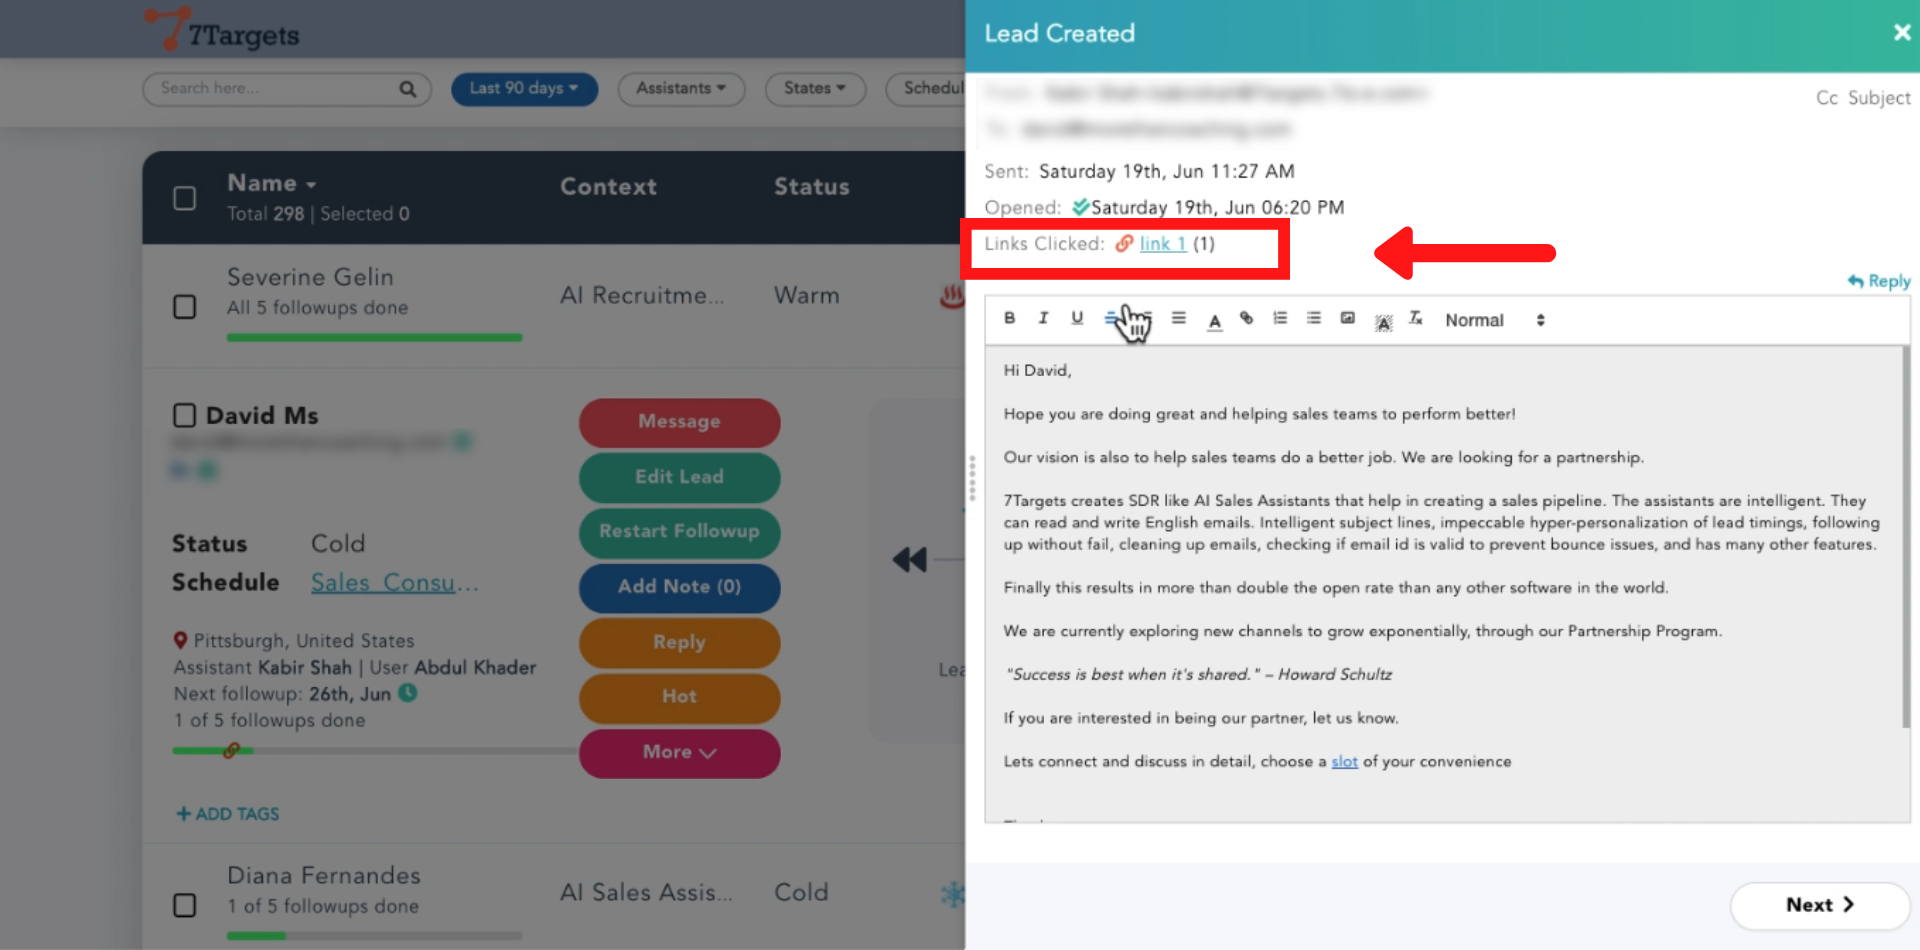 7Targets
Search here...
Last 90 days
Assistants
States
Schedul
Name
Total 298 | Selected 0
Context
Status
Severine Gelin
All 5 followups done
AI Recruitme...
Warm
David Ms
Status Cold
Schedule Sales Consu...
Pittsburgh, United States
Assistant Kabir Shah | User Abdul Khader
Next followup: 26th, Jun
1 of 5 followups done
+ ADD TAGS
Message
Edit Lead
Restart Followup
Add Note (0)
Reply
Hot
More
Lea
Diana Fernandes
1 of 5 followups done
AI Sales Assis...
Cold
Lead Created
Cc Subject
Sent: Saturday 19th, Jun 11:27 AM
Opened: Saturday 19th, Jun 06:20 PM
Links Clicked: link 1 (1)
Reply
B I U A A Tx Normal
Hi David,
Hope you are doing great and helping sales teams to perform better!
Our vision is also to help sales teams do a better job. We are looking for a partnership.
7Targets creates SDR like AI Sales Assistants that help in creating a sales pipeline. The assistants are intelligent. They
can read and write English emails. Intelligent subject lines, impeccable hyper-personalization of lead timings, following
up without fail, cleaning up emails, checking if email id is valid to prevent bounce issues, and has many other features.
Finally this results in more than double the open rate than any other software in the world.
We are currently exploring new channels to grow exponentially, through our Partnership Program.
"Success is best when it's shared." – Howard Schultz
If you are interested in being our partner, let us know.
Lets connect and discuss in detail, choose a slot of your convenience
Next